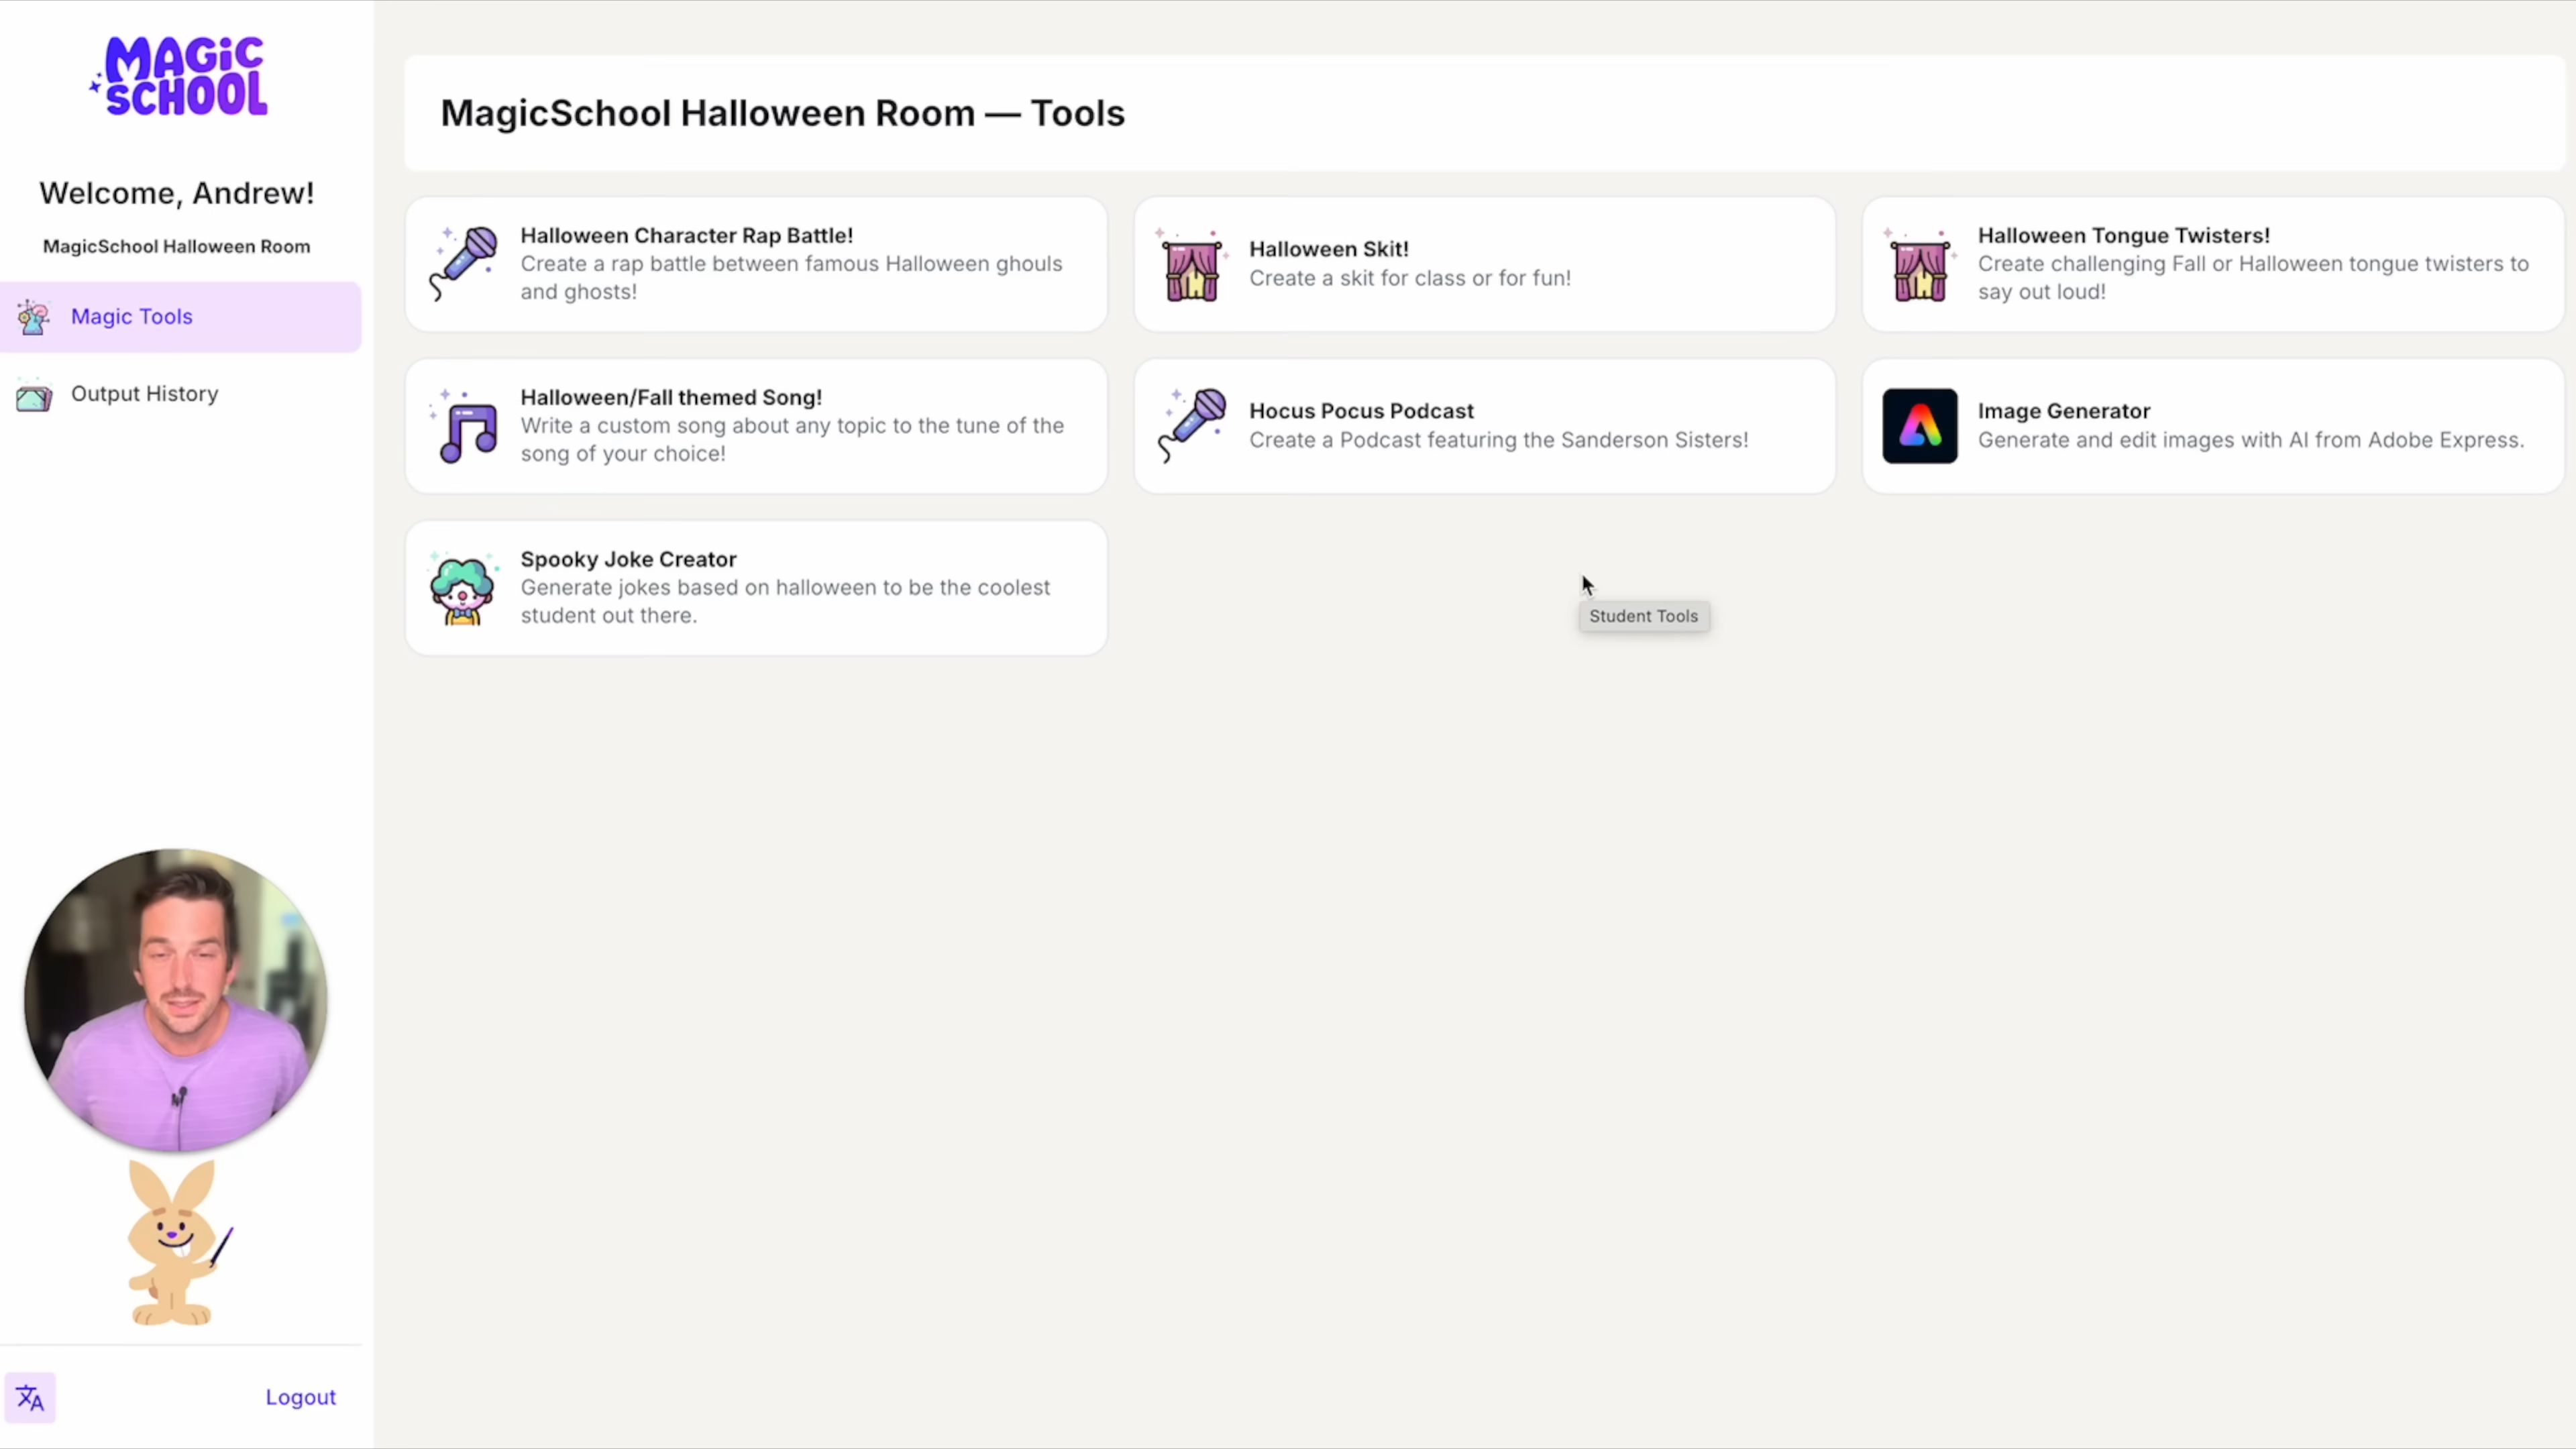 MAGiC
SCHOOL
Welcome, Andrew!
MagicSchool Halloween Room
Magic Tools
Output History
Logout
MagicSchool Halloween Room — Tools
Halloween Character Rap Battle!
Create a rap battle between famous Halloween ghouls
and ghosts!
Halloween Skit!
Create a skit for class or for fun!
Halloween Tongue Twisters!
Create challenging Fall or Halloween tongue twisters to
say out loud!
Halloween/Fall themed Song!
Write a custom song about any topic to the tune of the
song of your choice!
Hocus Pocus Podcast
Create a Podcast featuring the Sanderson Sisters!
Image Generator
Generate and edit images with AI from Adobe Express.
Spooky Joke Creator
Generate jokes based on halloween to be the coolest
student out there.
Student Tools